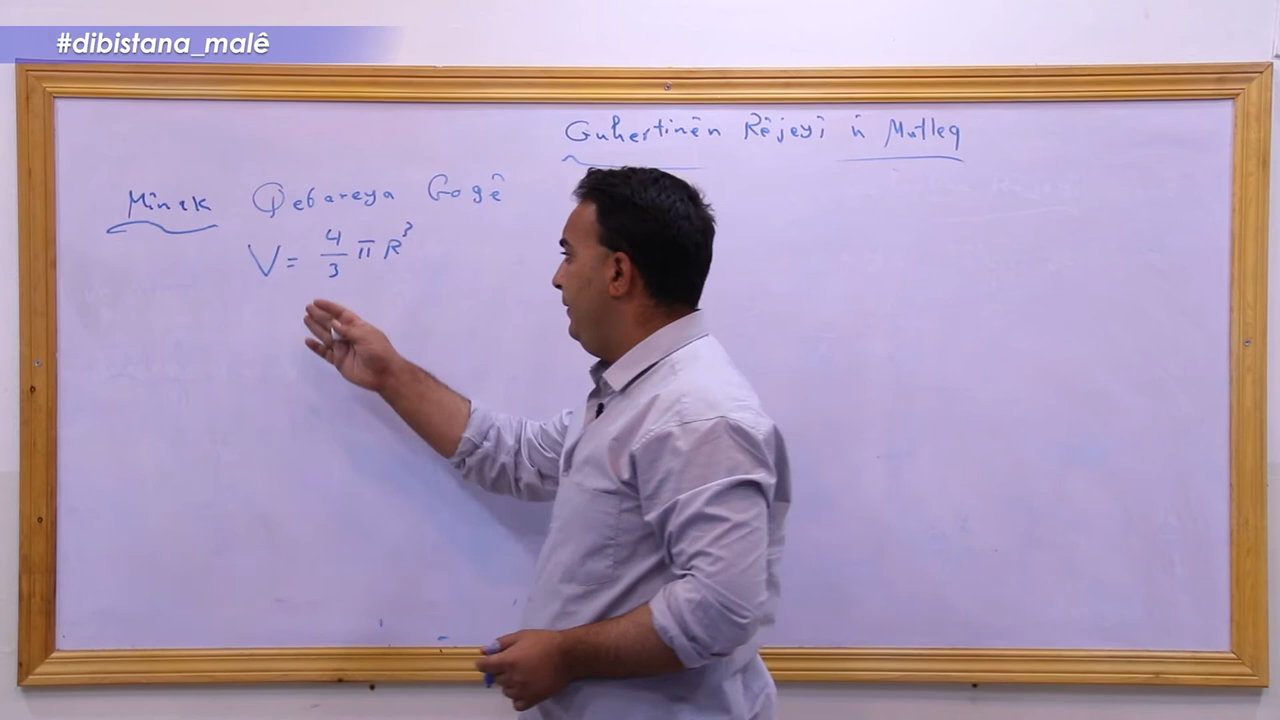 #dibistana_malê
Guhertinên Rêjeyî û Mutleq
Mînak Qebareya Gogê
V = 4/3 π R³